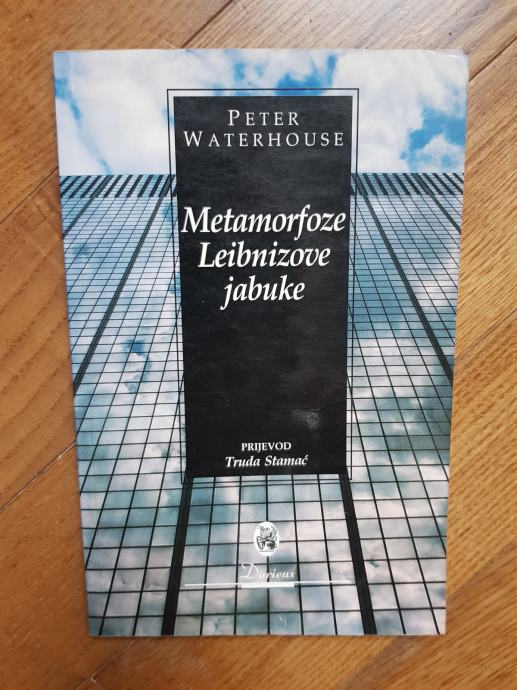 PETER
WATERHOUSE
Metamorfoze
Leibnizove
jabuke
PRIJEVOD
Truda Stamać
Durieux